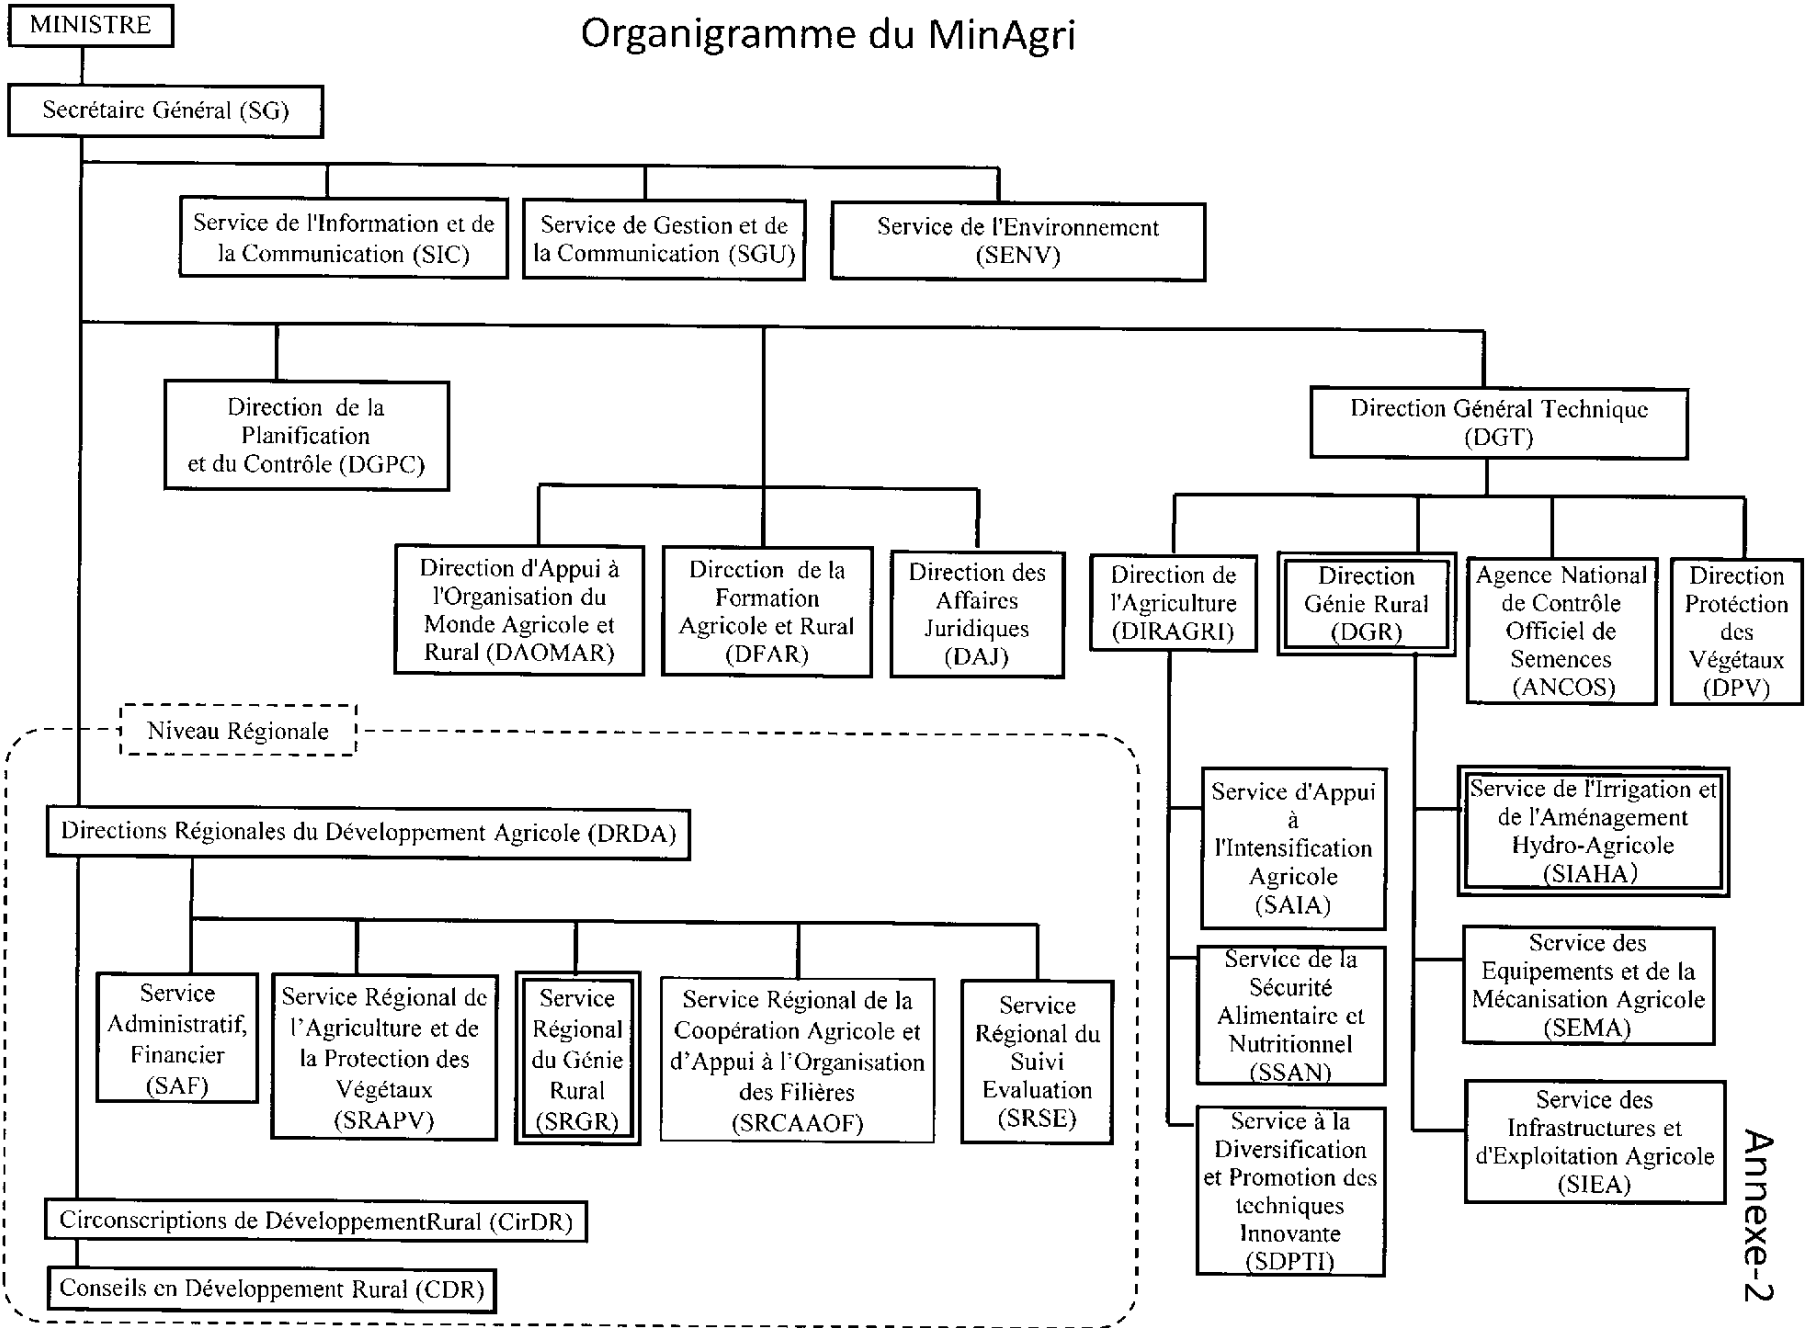 Organigramme du MinAgri
MINISTRE
Secrétaire Général (SG)
Service de l'Information et de
la Communication (SIC)
Service de Gestion et de
la Communication (SGU)
Service de l'Environnement
(SENV)
Direction de la
Planification
et du Contrôle (DGPC)
Direction Général Technique
(DGT)
Direction d'Appui à
l'Organisation du
Monde Agricole et
Rural (DAOMAR)
Direction de la
Formation
Agricole et Rural
(DFAR)
Direction des
Affaires
Juridiques
(DAJ)
Direction de
l'Agriculture
(DIRAGRI)
Direction
Génie Rural
(DGR)
Agence National
de Contrôle
Officiel de
Semences
(ANCOS)
Direction
Protéction
des
Végétaux
(DPV)
Niveau Régionale
Directions Régionales du Développement Agricole (DRDA)
Service
Administratif,
Financier
(SAF)
Service Régional de
l'Agriculture et de
la Protection des
Végétaux
(SRAPV)
Service
Régional
du Génie
Rural
(SRGR)
Service Régional de la
Coopération Agricole et
d'Appui à l'Organisation
des Filières
(SRCAAOF)
Service
Régional du
Suivi
Evaluation
(SRSE)
Circonscriptions de DéveloppementRural (CirDR)
Conseils en Développement Rural (CDR)
Service d'Appui
à
l'Intensification
Agricole
(SAIA)
Service de la
Sécurité
Alimentaire et
Nutritionnel
(SSAN)
Service à la
Diversification
et Promotion des
techniques
Innovante
(SDPTI)
Service de l'Irrigation et
de l'Aménagement
Hydro-Agricole
(SIAHA)
Service des
Equipements et de la
Mécanisation Agricole
(SEMA)
Service des
Infrastructures et
d'Exploitation Agricole
(SIEA)
Annexe-2